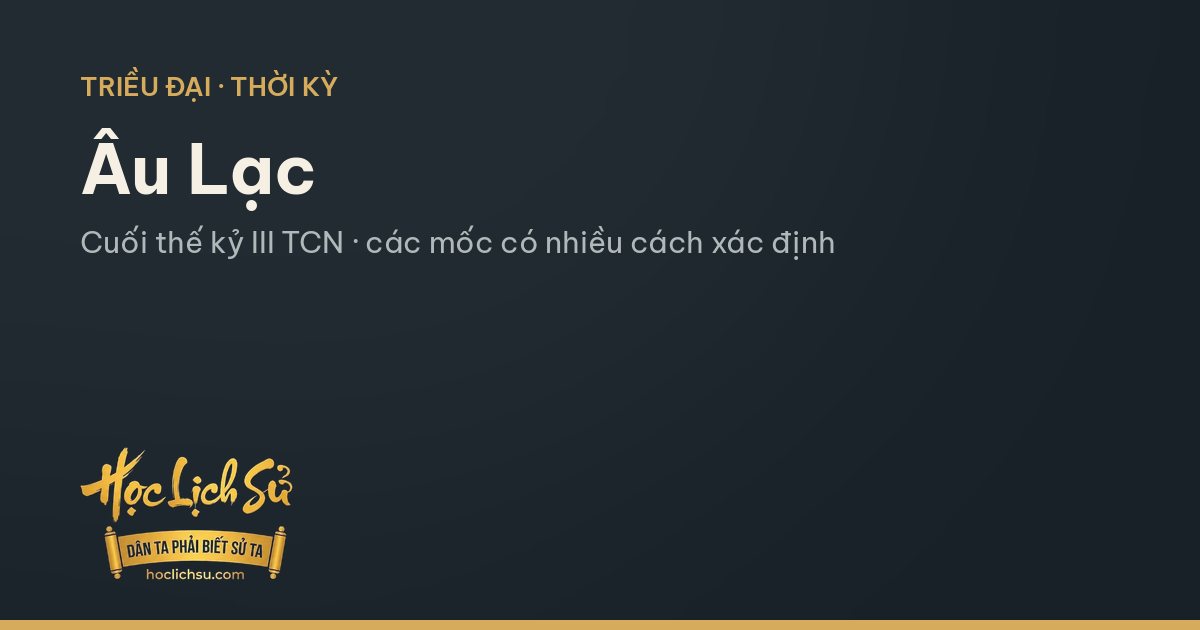 TRIỀU ĐẠI · THỜI KỲ
Âu Lạc
Cuối thế kỷ III TCN · các mốc có nhiều cách xác định
Học Lịch Sử
DÂN TA PHẢI BIẾT SỬ TA
hoclichsu.com